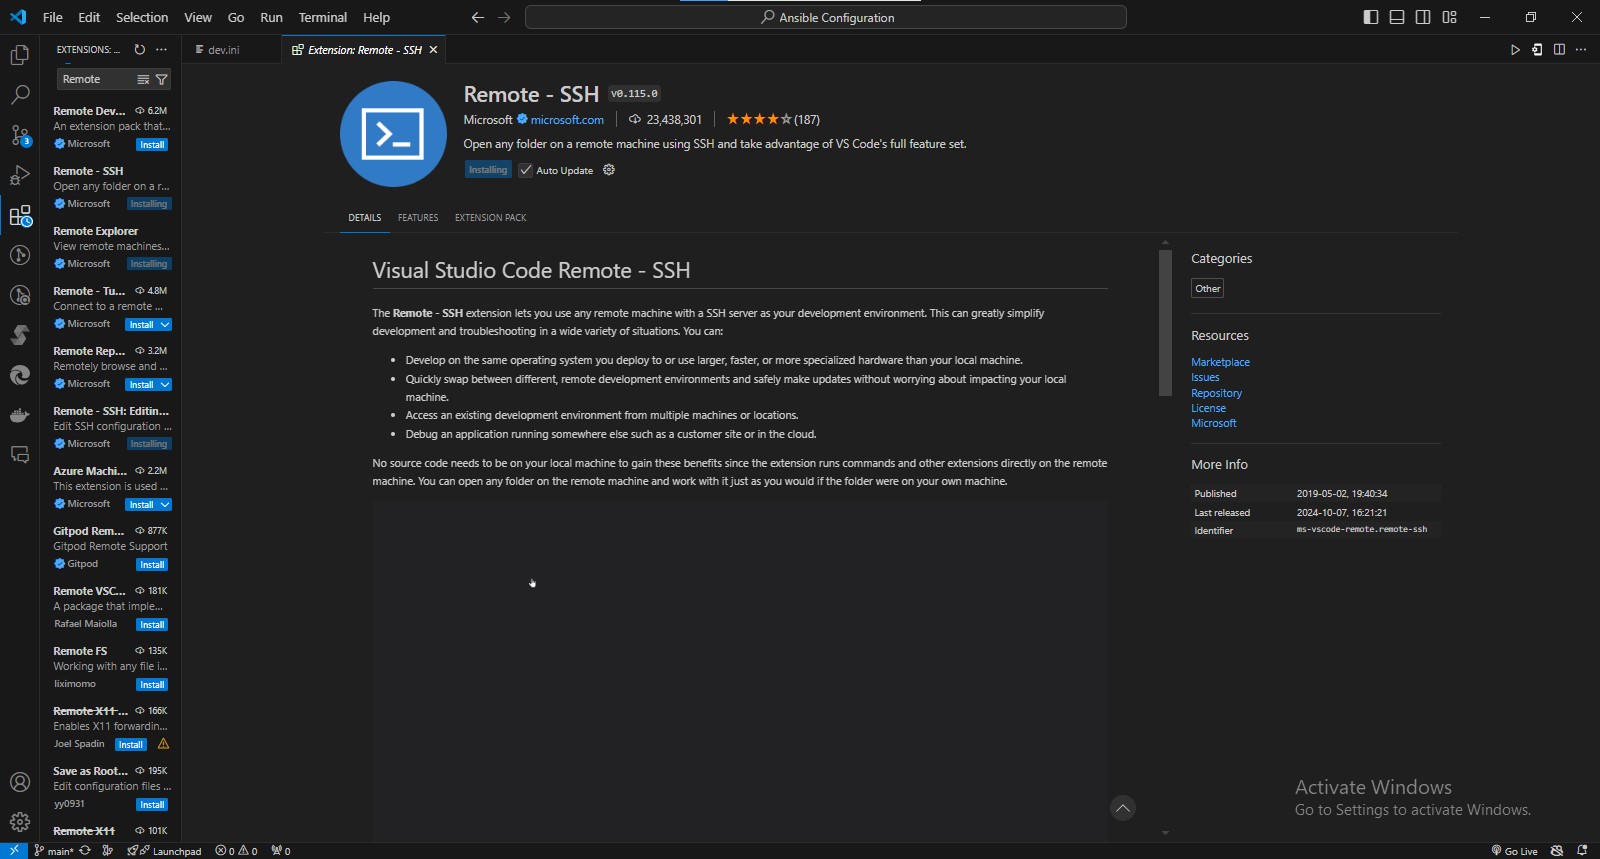 File Edit Selection View Go Run Terminal Help
Ansible Configuration
EXTENSIONS: ...
dev.ini
Extension: Remote - SSH
Remote
Remote Dev... 6.2M
An extension pack that...
Microsoft Install
Remote - SSH
Open any folder on a r...
Microsoft Installing
Remote Explorer
View remote machines...
Microsoft Installing
Remote - Tu... 4.8M
Connect to a remote ...
Microsoft Install
Remote Rep... 3.2M
Remotely browse and ...
Microsoft Install
Remote - SSH: Editin...
Edit SSH configuration ...
Microsoft Installing
Azure Machi... 2.2M
This extension is used ...
Microsoft Install
Gitpod Rem... 877K
Gitpod Remote Support
Gitpod Install
Remote VSC... 181K
A package that imple...
Rafael Maiolla Install
Remote FS 135K
Working with any file i...
liximomo Install
Remote X11 ... 166K
Enables X11 forwardin...
Joel Spadin Install
Save as Root... 195K
Edit configuration files ...
yy0931 Install
Remote X11 101K
Remote - SSH v0.115.0
Microsoft microsoft.com 23,438,301 (187)
Open any folder on a remote machine using SSH and take advantage of VS Code's full feature set.
Installing Auto Update
DETAILS FEATURES EXTENSION PACK
Visual Studio Code Remote - SSH
The Remote - SSH extension lets you use any remote machine with a SSH server as your development environment. This can greatly simplify
development and troubleshooting in a wide variety of situations. You can:
• Develop on the same operating system you deploy to or use larger, faster, or more specialized hardware than your local machine.
• Quickly swap between different, remote development environments and safely make updates without worrying about impacting your local
machine.
• Access an existing development environment from multiple machines or locations.
• Debug an application running somewhere else such as a customer site or in the cloud.
No source code needs to be on your local machine to gain these benefits since the extension runs commands and other extensions directly on the remote
machine. You can open any folder on the remote machine and work with it just as you would if the folder were on your own machine.
Categories
Other
Resources
Marketplace
Issues
Repository
License
Microsoft
More Info
Published 2019-05-02, 19:40:34
Last released 2024-10-07, 16:21:21
Identifier ms-vscode-remote.remote-ssh
Activate Windows
Go to Settings to activate Windows.
3
main* Launchpad 0 0 0 Go Live